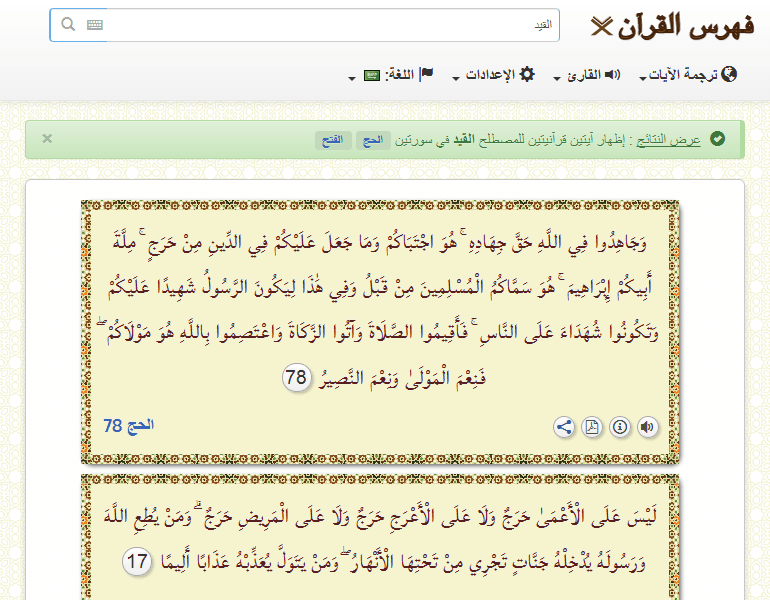 فهرس القرآن
القيد
ترجمة الآيات
القارئ
الإعدادات
اللغة:
عرض النتائج : إظهار آيتين قرآنيتين للمصطلح القيد في سورتين الحج الفتح
وَجَاهِدُوا فِي اللَّهِ حَقَّ جِهَادِهِ ۚ هُوَ اجْتَبَاكُمْ وَمَا جَعَلَ عَلَيْكُمْ فِي الدِّينِ مِنْ حَرَجٍ ۚ مِلَّةَ
أَبِيكُمْ إِبْرَاهِيمَ ۚ هُوَ سَمَّاكُمُ الْمُسْلِمِينَ مِنْ قَبْلُ وَفِي هَٰذَا لِيَكُونَ الرَّسُولُ شَهِيدًا عَلَيْكُمْ
وَتَكُونُوا شُهَدَاءَ عَلَى النَّاسِ ۚ فَأَقِيمُوا الصَّلَاةَ وَآتُوا الزَّكَاةَ وَاعْتَصِمُوا بِاللَّهِ هُوَ مَوْلَاكُمْ ۖ
فَنِعْمَ الْمَوْلَىٰ وَنِعْمَ النَّصِيرُ 78
الحج 78
لَيْسَ عَلَى الْأَعْمَىٰ حَرَجٌ وَلَا عَلَى الْأَعْرَجِ حَرَجٌ وَلَا عَلَى الْمَرِيضِ حَرَجٌ ۗ وَمَنْ يُطِعِ اللَّهَ
وَرَسُولَهُ يُدْخِلْهُ جَنَّاتٍ تَجْرِي مِنْ تَحْتِهَا الْأَنْهَارُ ۖ وَمَنْ يَتَوَلَّ يُعَذِّبْهُ عَذَابًا أَلِيمًا 17